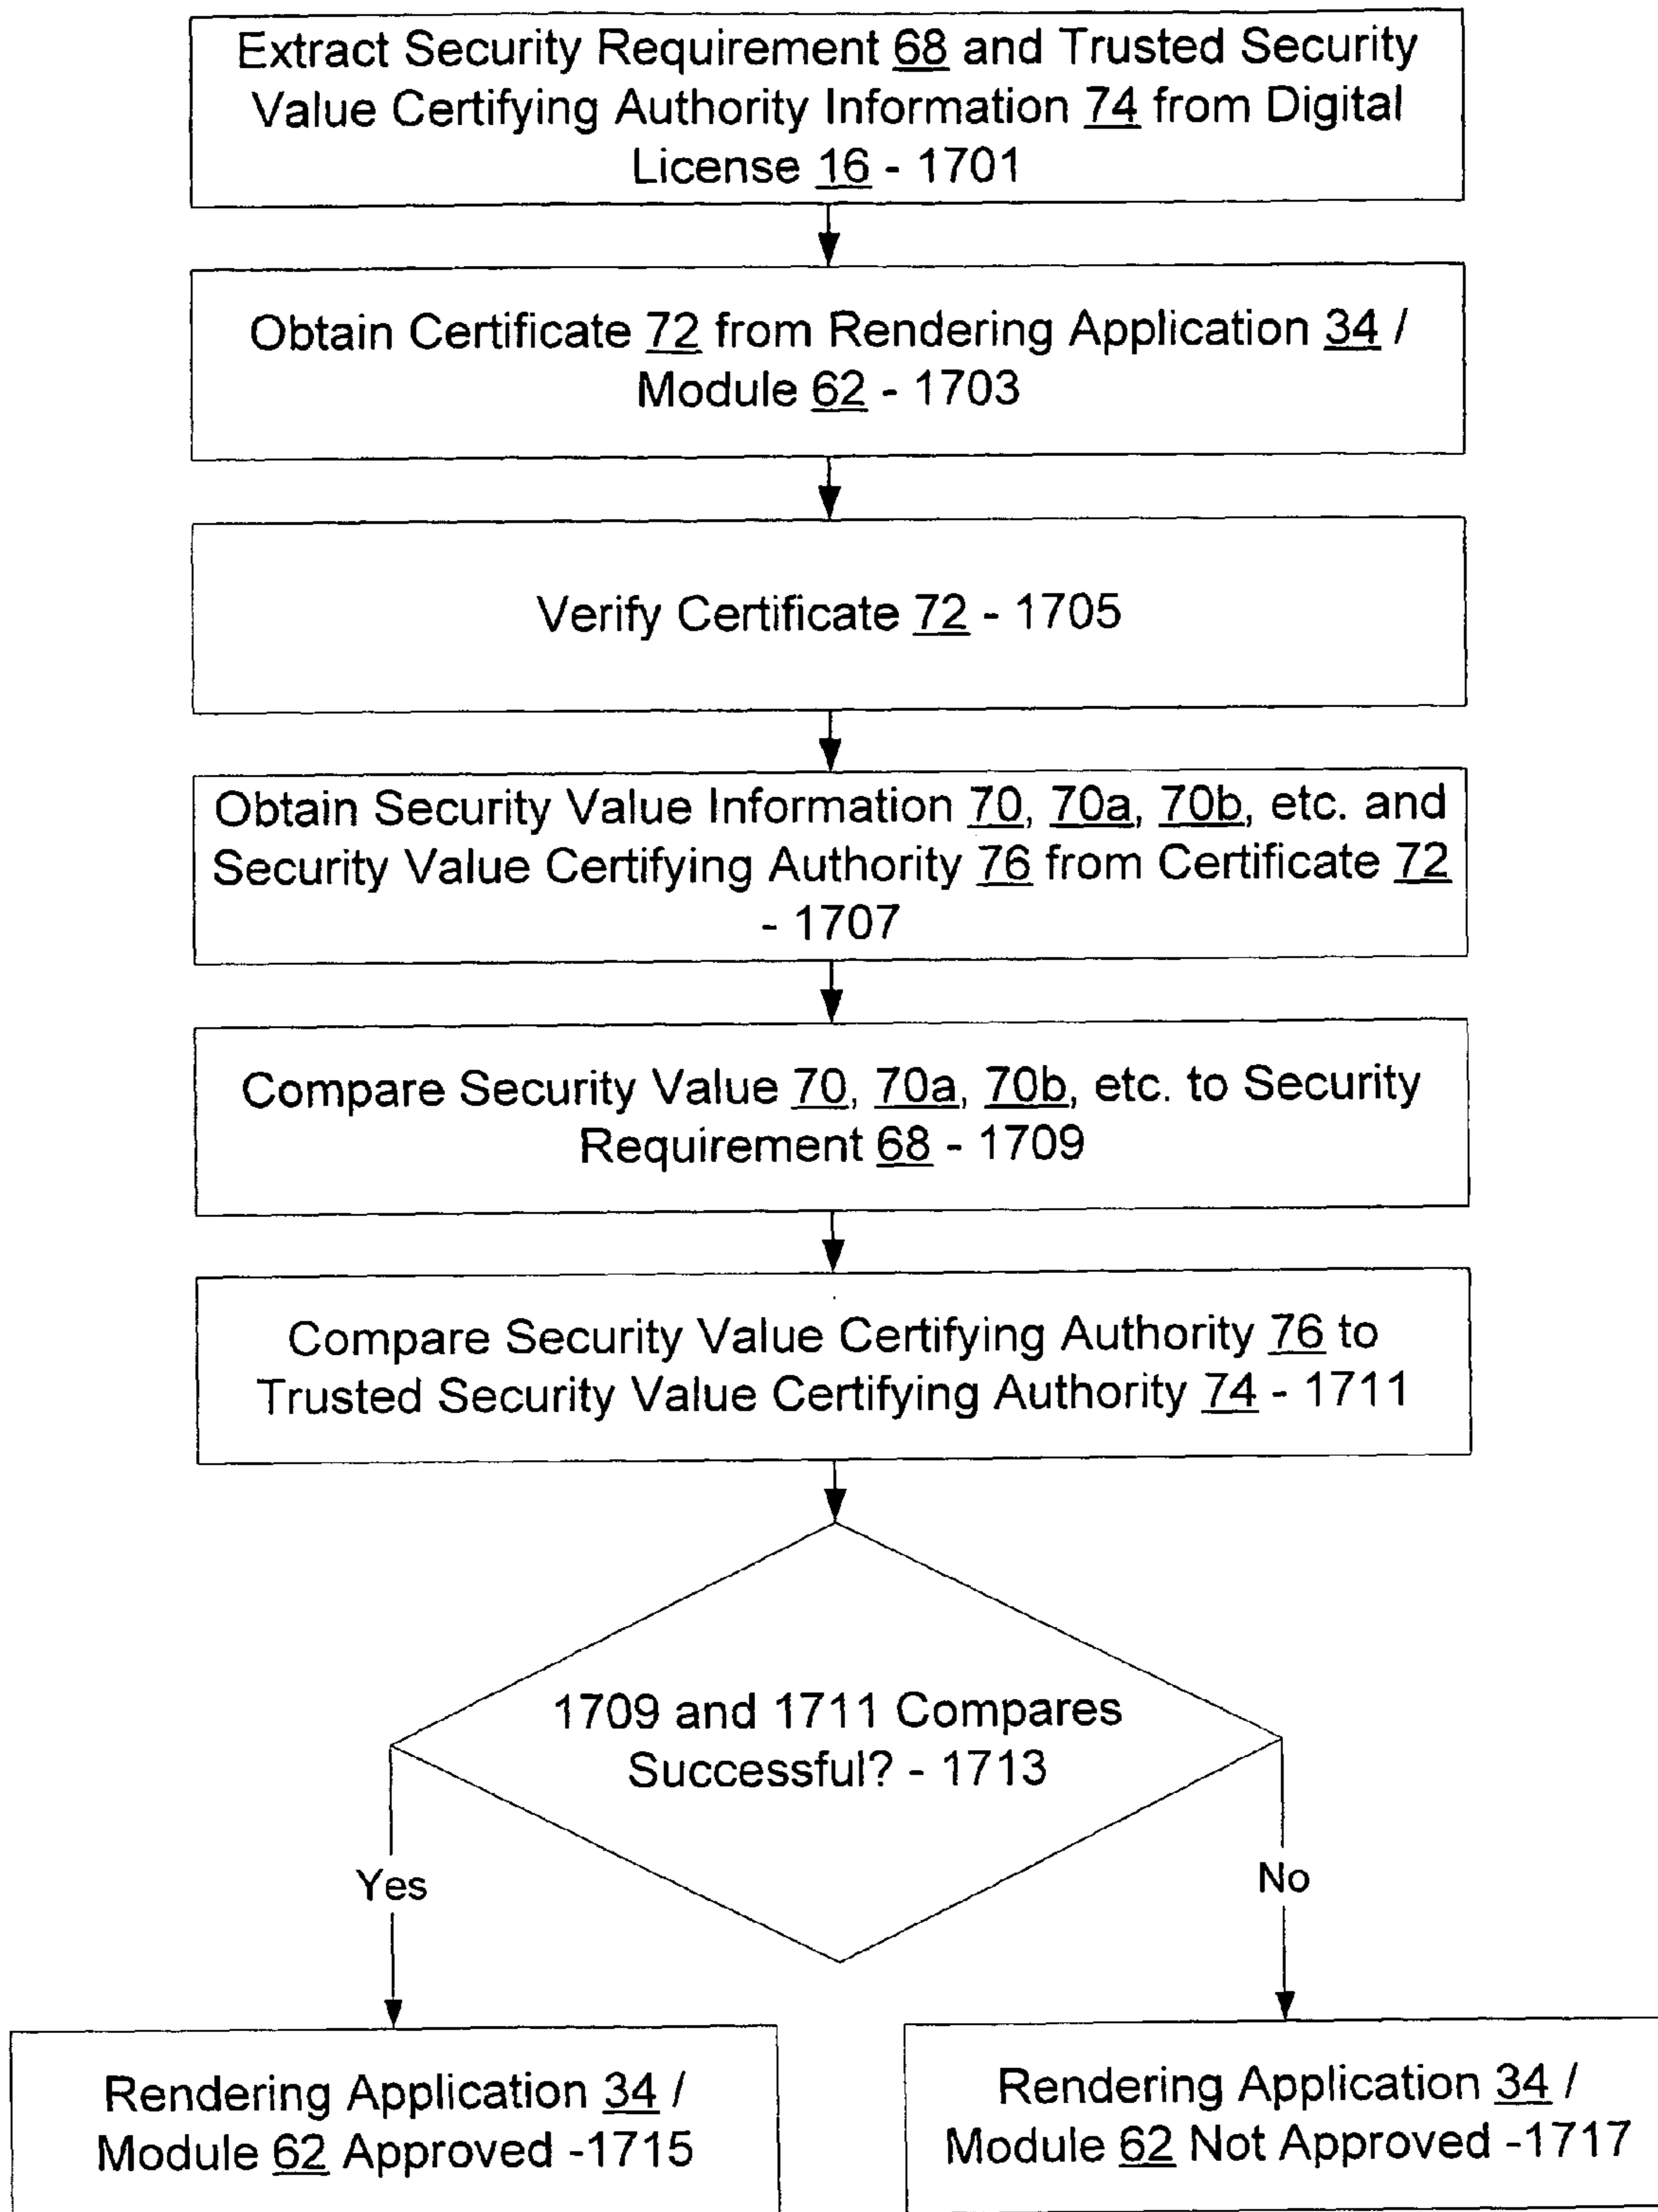 Extract Security Requirement 68 and Trusted Security
Value Certifying Authority Information 74 from Digital
License 16 - 1701
Obtain Certificate 72 from Rendering Application 34 /
Module 62 - 1703
Verify Certificate 72 - 1705
Obtain Security Value Information 70, 70a, 70b, etc. and
Security Value Certifying Authority 76 from Certificate 72
- 1707
Compare Security Value 70, 70a, 70b, etc. to Security
Requirement 68 - 1709
Compare Security Value Certifying Authority 76 to
Trusted Security Value Certifying Authority 74 - 1711
1709 and 1711 Compares
Successful? - 1713
Yes
No
Rendering Application 34 /
Module 62 Approved -1715
Rendering Application 34 /
Module 62 Not Approved -1717